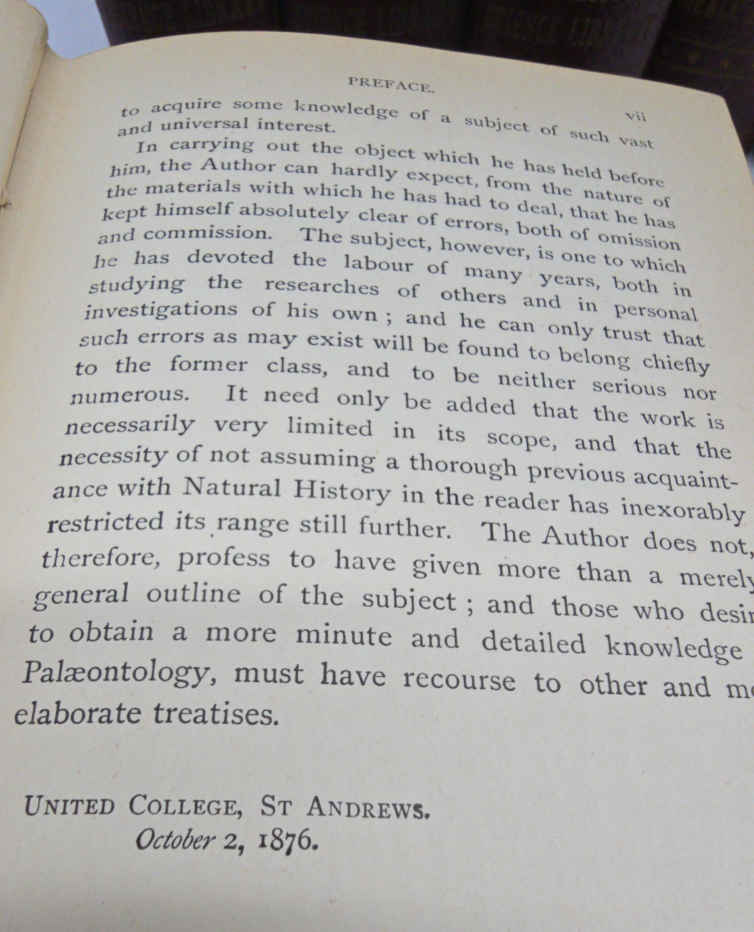 PREFACE.
vii
to acquire some knowledge of a subject of such vast
and universal interest.
In carrying out the object which he has held before
him, the Author can hardly expect, from the nature of
the materials with which he has had to deal, that he has
kept himself absolutely clear of errors, both of omission
and commission. The subject, however, is one to which
he has devoted the labour of many years, both in
studying the researches of others and in personal
investigations of his own ; and he can only trust that
such errors as may exist will be found to belong chiefly
to the former class, and to be neither serious nor
numerous. It need only be added that the work is
necessarily very limited in its scope, and that the
necessity of not assuming a thorough previous acquaint-
ance with Natural History in the reader has inexorably
restricted its range still further. The Author does not,
therefore, profess to have given more than a merely
general outline of the subject ; and those who desir
to obtain a more minute and detailed knowledge
Palæontology, must have recourse to other and mo
elaborate treatises.
UNITED COLLEGE, ST ANDREWS.
October 2, 1876.